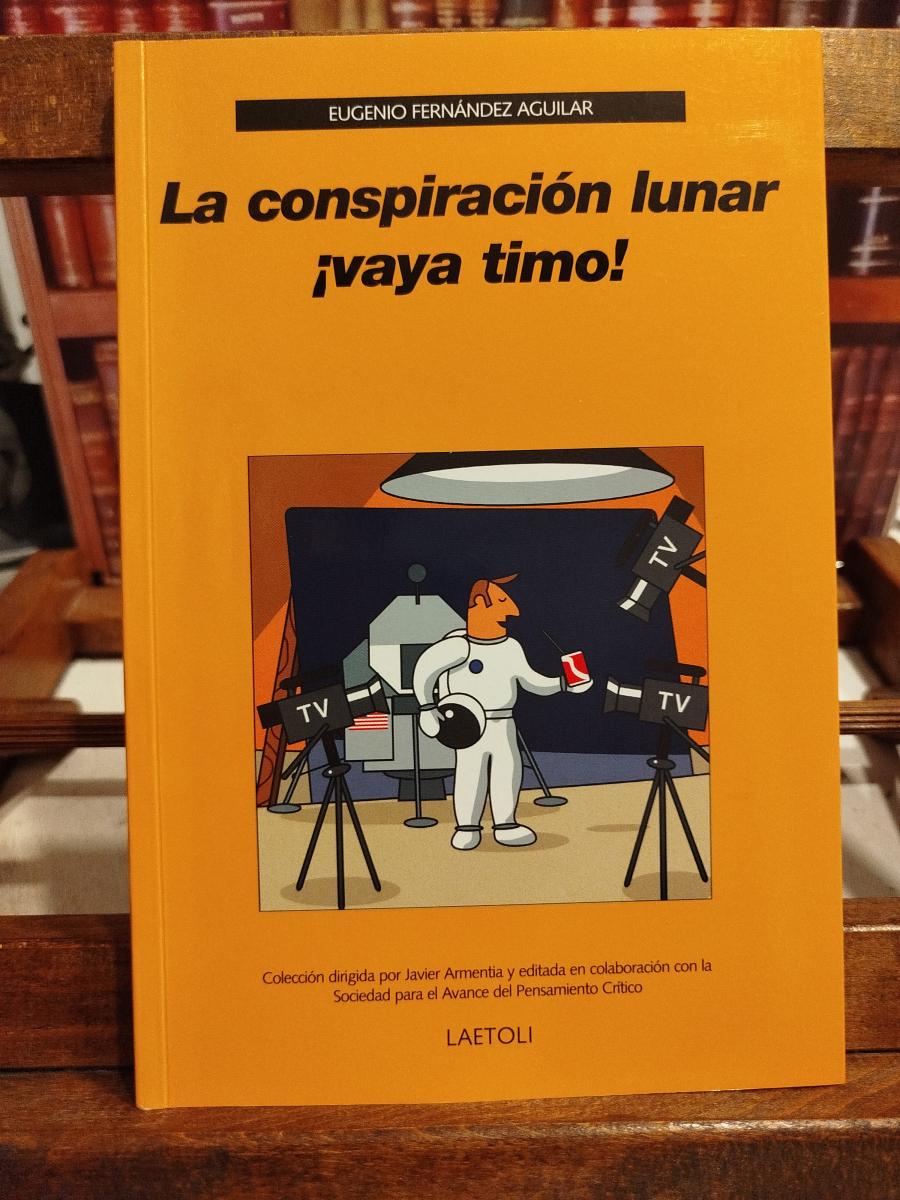 EUGENIO FERNÁNDEZ AGUILAR
La conspiración lunar
¡vaya timo!
TV
TV
TV
Colección dirigida por Javier Armentia y editada en colaboración con la
Sociedad para el Avance del Pensamiento Crítico
LAETOLI